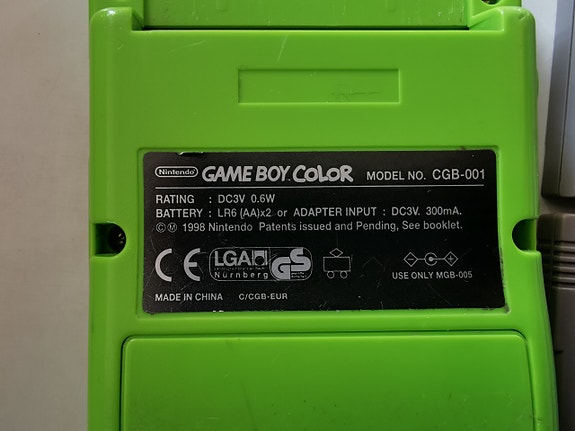 Nintendo GAME BOY COLOR MODEL NO. CGB-001
RATING : DC3V 0.6W
BATTERY : LR6 (AA)x2 or ADAPTER INPUT : DC3V. 300mA.
©Ⓜ 1998 Nintendo Patents issued and Pending, See booklet.
CE LGA GS
Nürnberg
USE ONLY MGB-005
MADE IN CHINA C/CGB-EUR